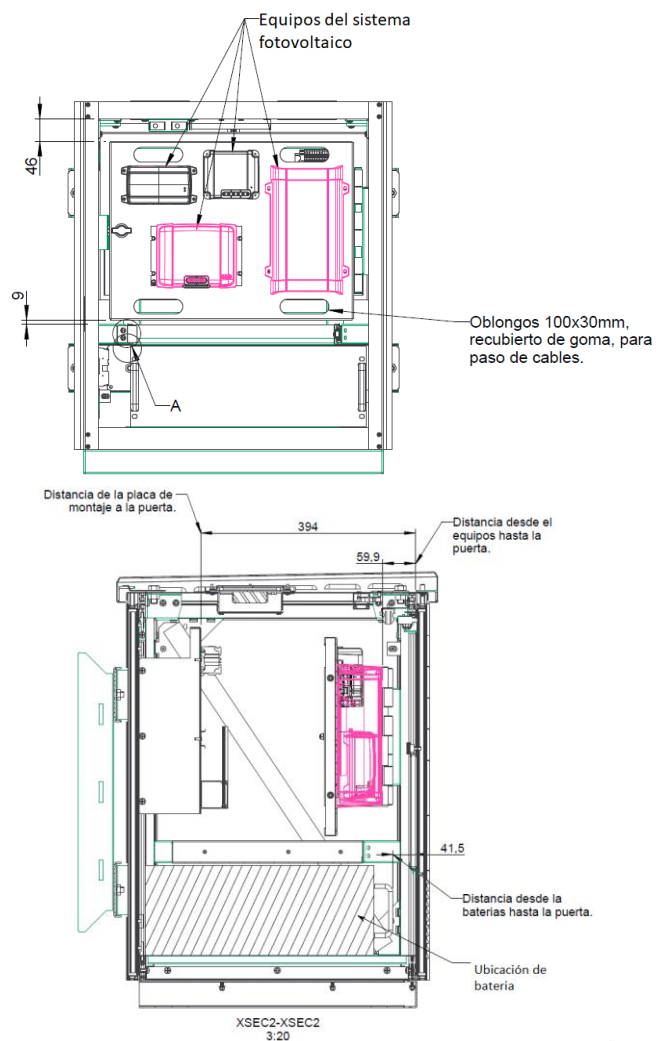 Equipos del sistema
fotovoltaico
46
9
Oblongos 100x30mm,
recubierto de goma, para
paso de cables.
A
Distancia de la placa de
montaje a la puerta.
394
Distancia desde el
equipos hasta la
puerta.
59,9
41,5
Distancia desde la
baterias hasta la puerta.
Ubicación de
bateria
XSEC2-XSEC2
3:20